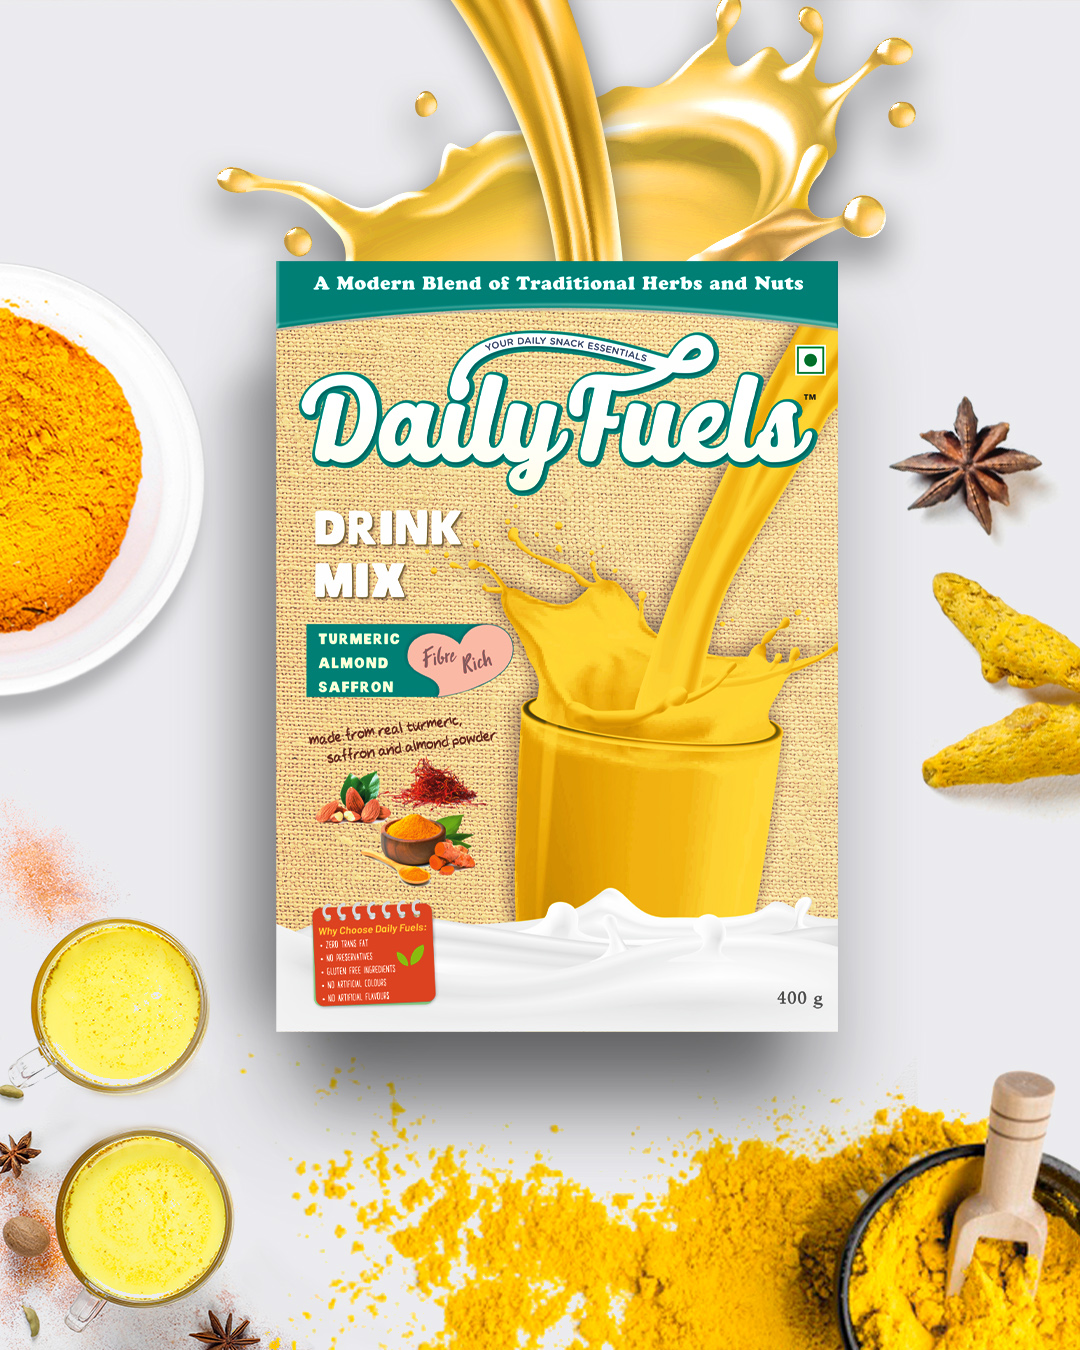 A Modern Blend of Traditional Herbs and Nuts
YOUR DAILY SNACK ESSENTIALS
Daily Fuels™
DRINK
MIX
TURMERIC
ALMOND
SAFFRON
Fibre Rich
made from real turmeric,
saffron and almond powder
Why Choose Daily Fuels:
• ZERO TRANS FAT
• NO PRESERVATIVES
• GLUTEN FREE INGREDIENTS
• NO ARTIFICIAL COLOURS
• NO ARTIFICIAL FLAVOURS
400 g